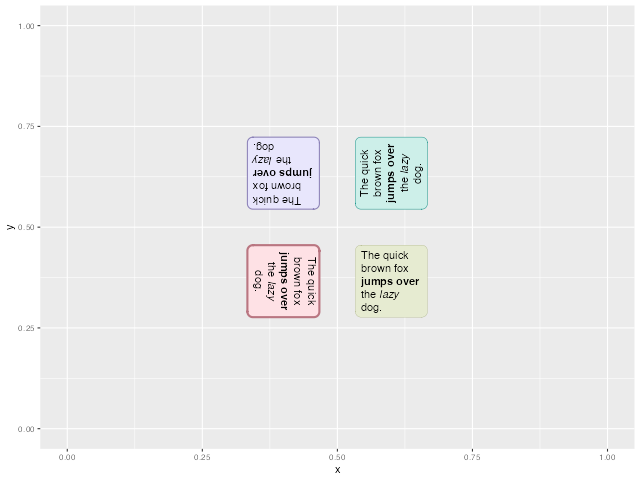 1.00
0.75
0.50
0.25
0.00
y
The quick
brown fox
jumps over
the lazy
dog.
The quick
brown fox
jumps over
the lazy
dog.
The quick
brown fox
jumps over
the lazy
dog.
The quick
brown fox
jumps over
the lazy
dog.
0.00
0.25
0.50
0.75
1.00
x